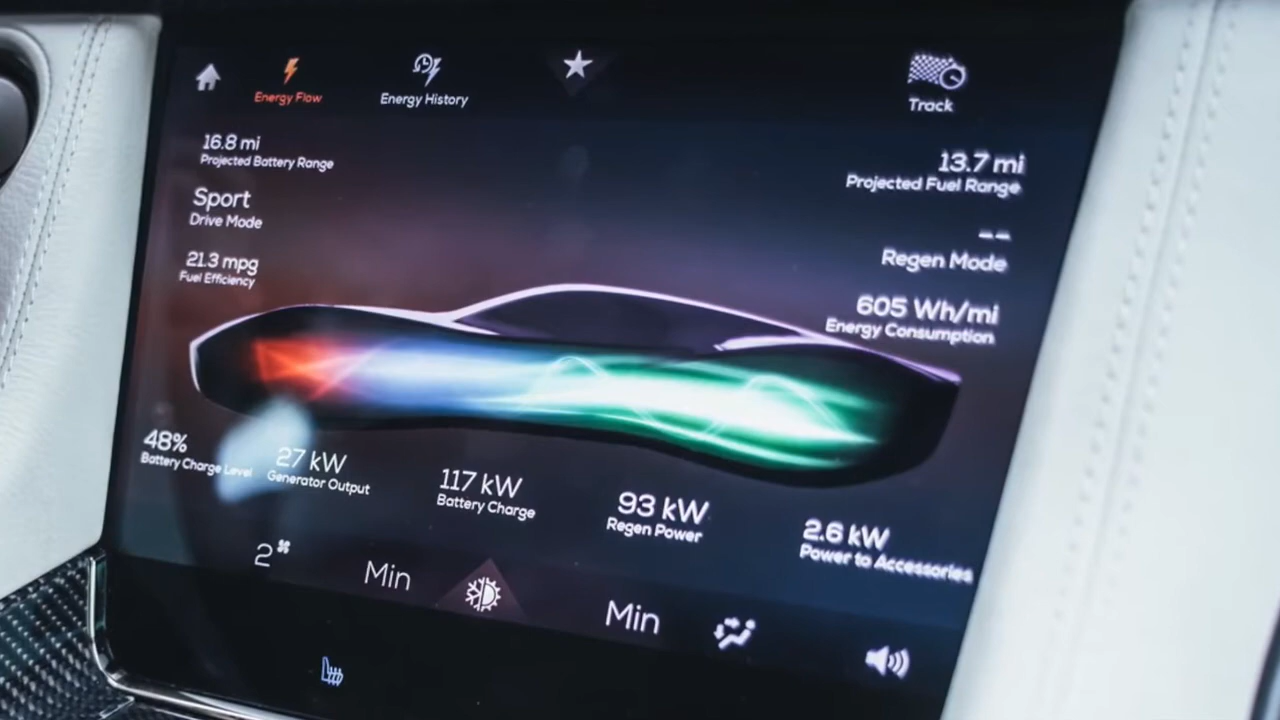 Energy Flow
Energy History
Track
16.8 mi
Projected Battery Range
13.7 mi
Projected Fuel Range
Sport
Drive Mode
--
Regen Mode
21.3 mpg
Fuel Efficiency
605 Wh/mi
Energy Consumption
48%
Battery Charge Level
27 kW
Generator Output
117 kW
Battery Charge
93 kW
Regen Power
2.6 kW
Power to Accessories
2
Min
Min